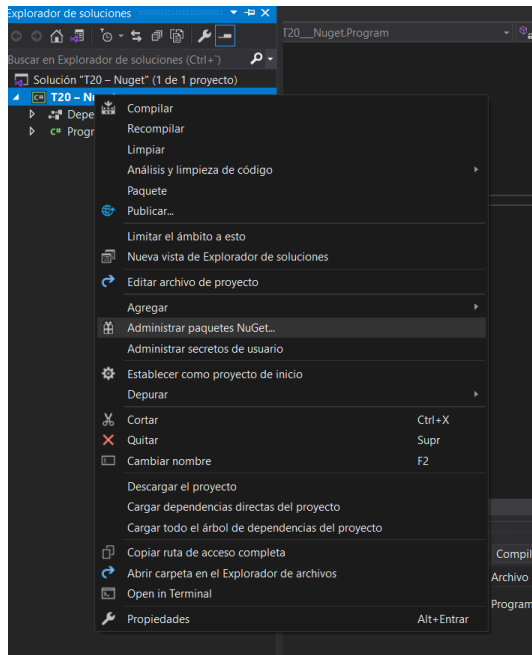 Explorador de soluciones
T20__Nuget.Program
Buscar en Explorador de soluciones (Ctrl+`)
Solución "T20 – Nuget" (1 de 1 proyecto)
T20 – Nu
Depe
C# Progr
Compilar
Recompilar
Limpiar
Análisis y limpieza de código
Paquete
Publicar...
Limitar el ámbito a esto
Nueva vista de Explorador de soluciones
Editar archivo de proyecto
Agregar
Administrar paquetes NuGet...
Administrar secretos de usuario
Establecer como proyecto de inicio
Depurar
Cortar Ctrl+X
Quitar Supr
Cambiar nombre F2
Descargar el proyecto
Cargar dependencias directas del proyecto
Cargar todo el árbol de dependencias del proyecto
Copiar ruta de acceso completa
Compil
Abrir carpeta en el Explorador de archivos
Archivo
Open in Terminal
Program
Propiedades Alt+Entrar